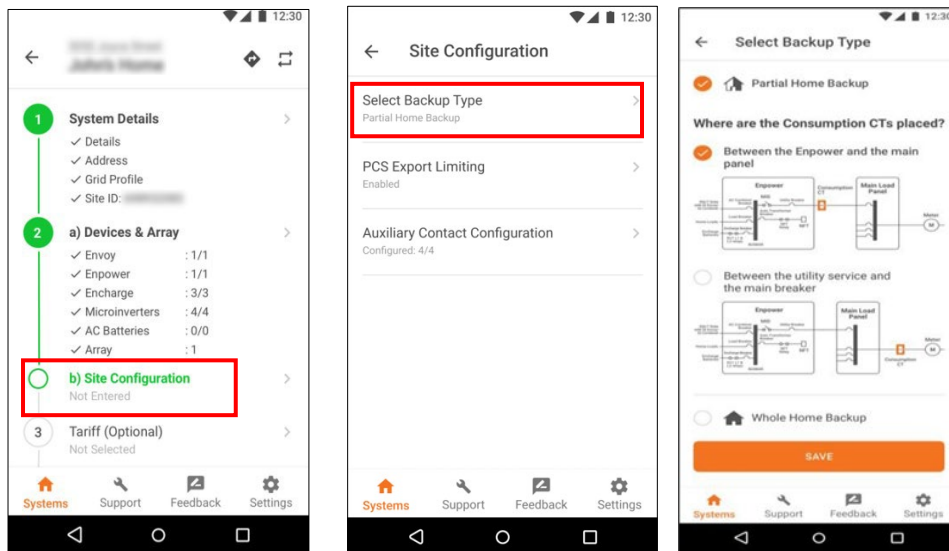 12:30
1
System Details
Details
Address
Grid Profile
Site ID:
2
a) Devices & Array
Envoy : 1/1
Enpower : 1/1
Encharge : 3/3
Microinverters : 4/4
AC Batteries : 0/0
Array : 1
b) Site Configuration
Not Entered
3
Tariff (Optional)
Not Selected
Systems Support Feedback Settings
12:30
Site Configuration
Select Backup Type
Partial Home Backup
PCS Export Limiting
Enabled
Auxiliary Contact Configuration
Configured: 4/4
Systems Support Feedback Settings
12:30
Select Backup Type
Partial Home Backup
Where are the Consumption CTs placed?
Between the Enpower and the main
panel
Enpower
Consumption
CT
Main Load
Panel
Meter
M
Between the utility service and
the main breaker
Enpower
Main Load
Panel
Meter
M
Consumption
CT
Whole Home Backup
SAVE
Systems Support Feedback Settings